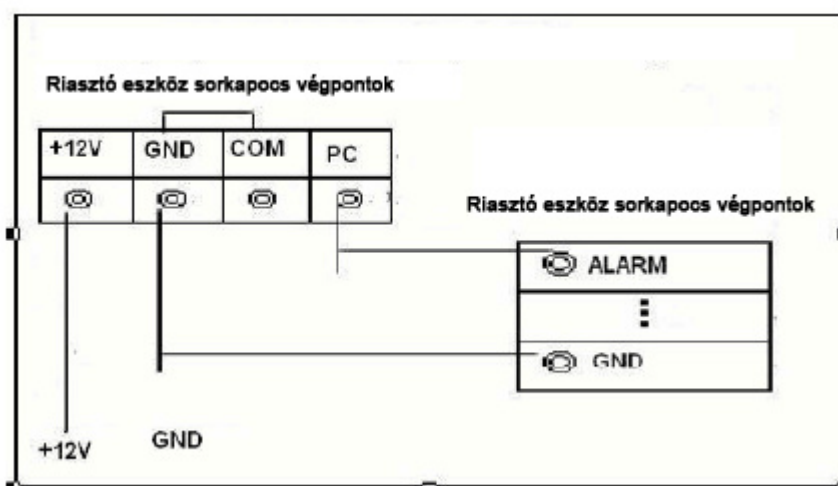 Riasztó eszköz sorkapocs végpontok
+12V GND COM PC
Riasztó eszköz sorkapocs végpontok
ALARM
GND
+12V GND